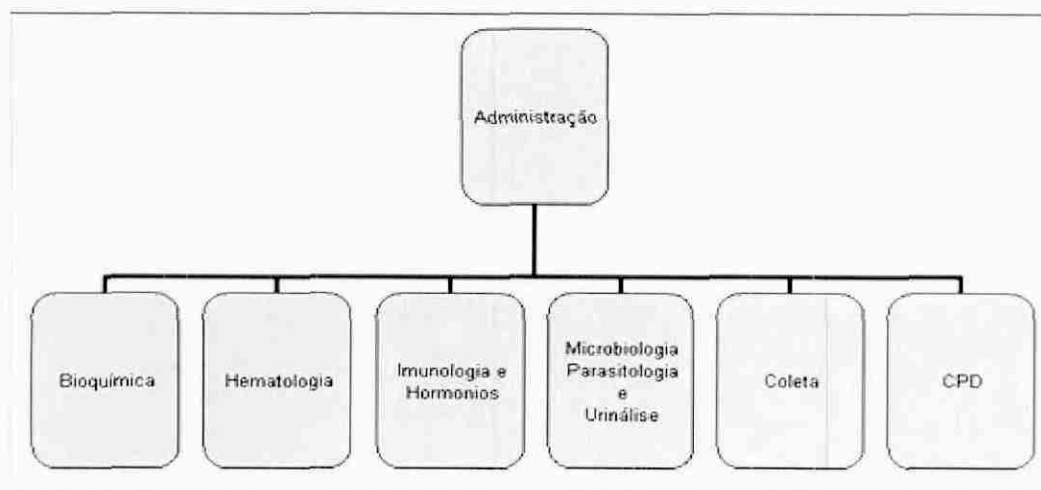 Administração
Bioquímica
Hematologia
Imunologia e
Hormonios
Microbiologia
Parasitologia
e
Urinálise
Coleta
CPD